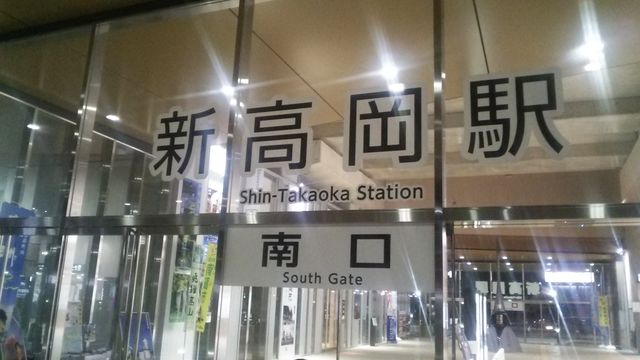 新高岡駅
Shin-Takaoka Station
南口
South Gate